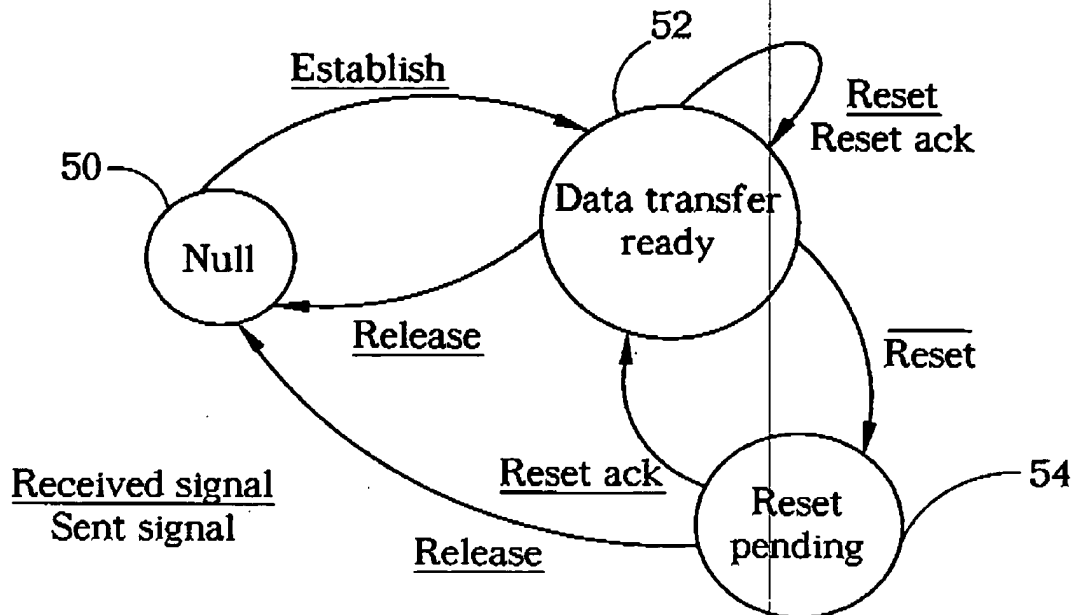 52
Establish
Reset
Reset ack
50
Data transfer
ready
Null
Release
Reset
Received signal
Sent signal
Reset ack
54
Reset
pending
Release